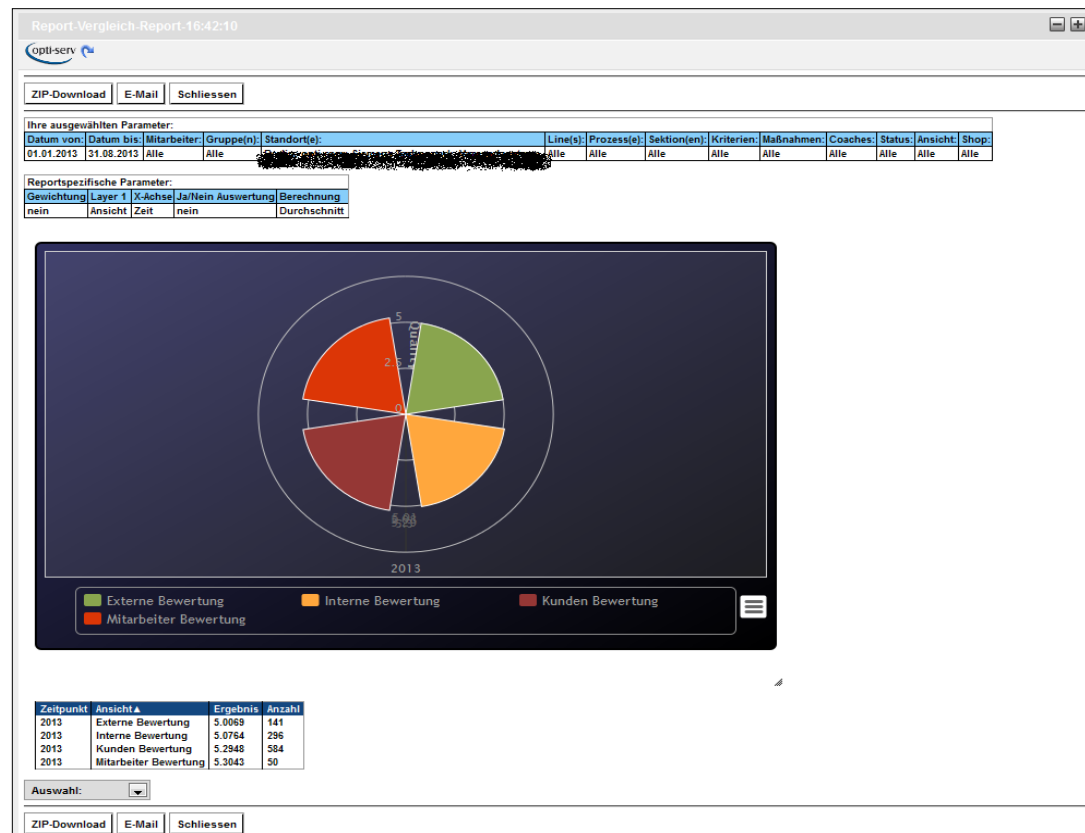 Report-Vergleich-Report-16:42:10
opti-serv
ZIP-Download E-Mail Schliessen
Ihre ausgewählten Parameter:
Datum von: Datum bis: Mitarbeiter: Gruppe(n): Standort(e): Line(s): Prozess(e): Sektion(en): Kriterien: Maßnahmen: Coaches: Status: Ansicht: Shop:
01.01.2013 31.08.2013 Alle Alle Alle Alle Alle Alle Alle Alle Alle Alle Alle
Reportspezifische Parameter:
Gewichtung Layer 1 X-Achse Ja/Nein Auswertung Berechnung
nein Ansicht Zeit nein Durchschnitt
5
2.5
0
2013
Externe Bewertung Interne Bewertung Kunden Bewertung
Mitarbeiter Bewertung
Zeitpunkt Ansicht▲ Ergebnis Anzahl
2013 Externe Bewertung 5.0069 141
2013 Interne Bewertung 5.0764 296
2013 Kunden Bewertung 5.2948 584
2013 Mitarbeiter Bewertung 5.3043 50
Auswahl:
ZIP-Download E-Mail Schliessen